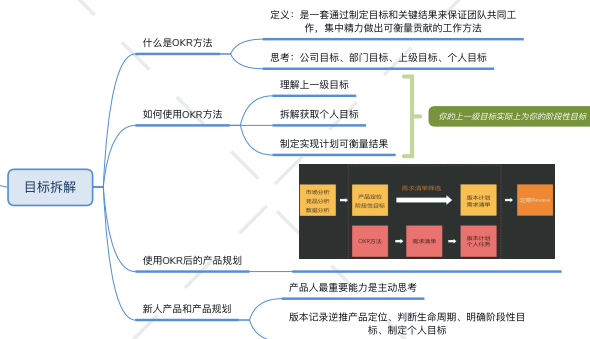 定义：是一套通过制定目标和关键结果来保证团队共同工
作，集中精力做出可衡量贡献的工作方法
什么是OKR方法
思考：公司目标、部门目标、上级目标、个人目标
理解上一级目标
如何使用OKR方法
拆解获取个人目标
你的上一级目标实际上为你的阶段性目标
制定实现计划可衡量结果
目标拆解
需求清单筛选
市场分析
竞品分析
数据分析
产品定位
阶段性目标
版本计划
需求清单
OKR方法
需求清单
版本计划
个人任务
使用OKR后的产品规划
产品人最重要能力是主动思考
新人产品和产品规划
版本记录逆推产品定位、判断生命周期、明确阶段性目
标、制定个人目标